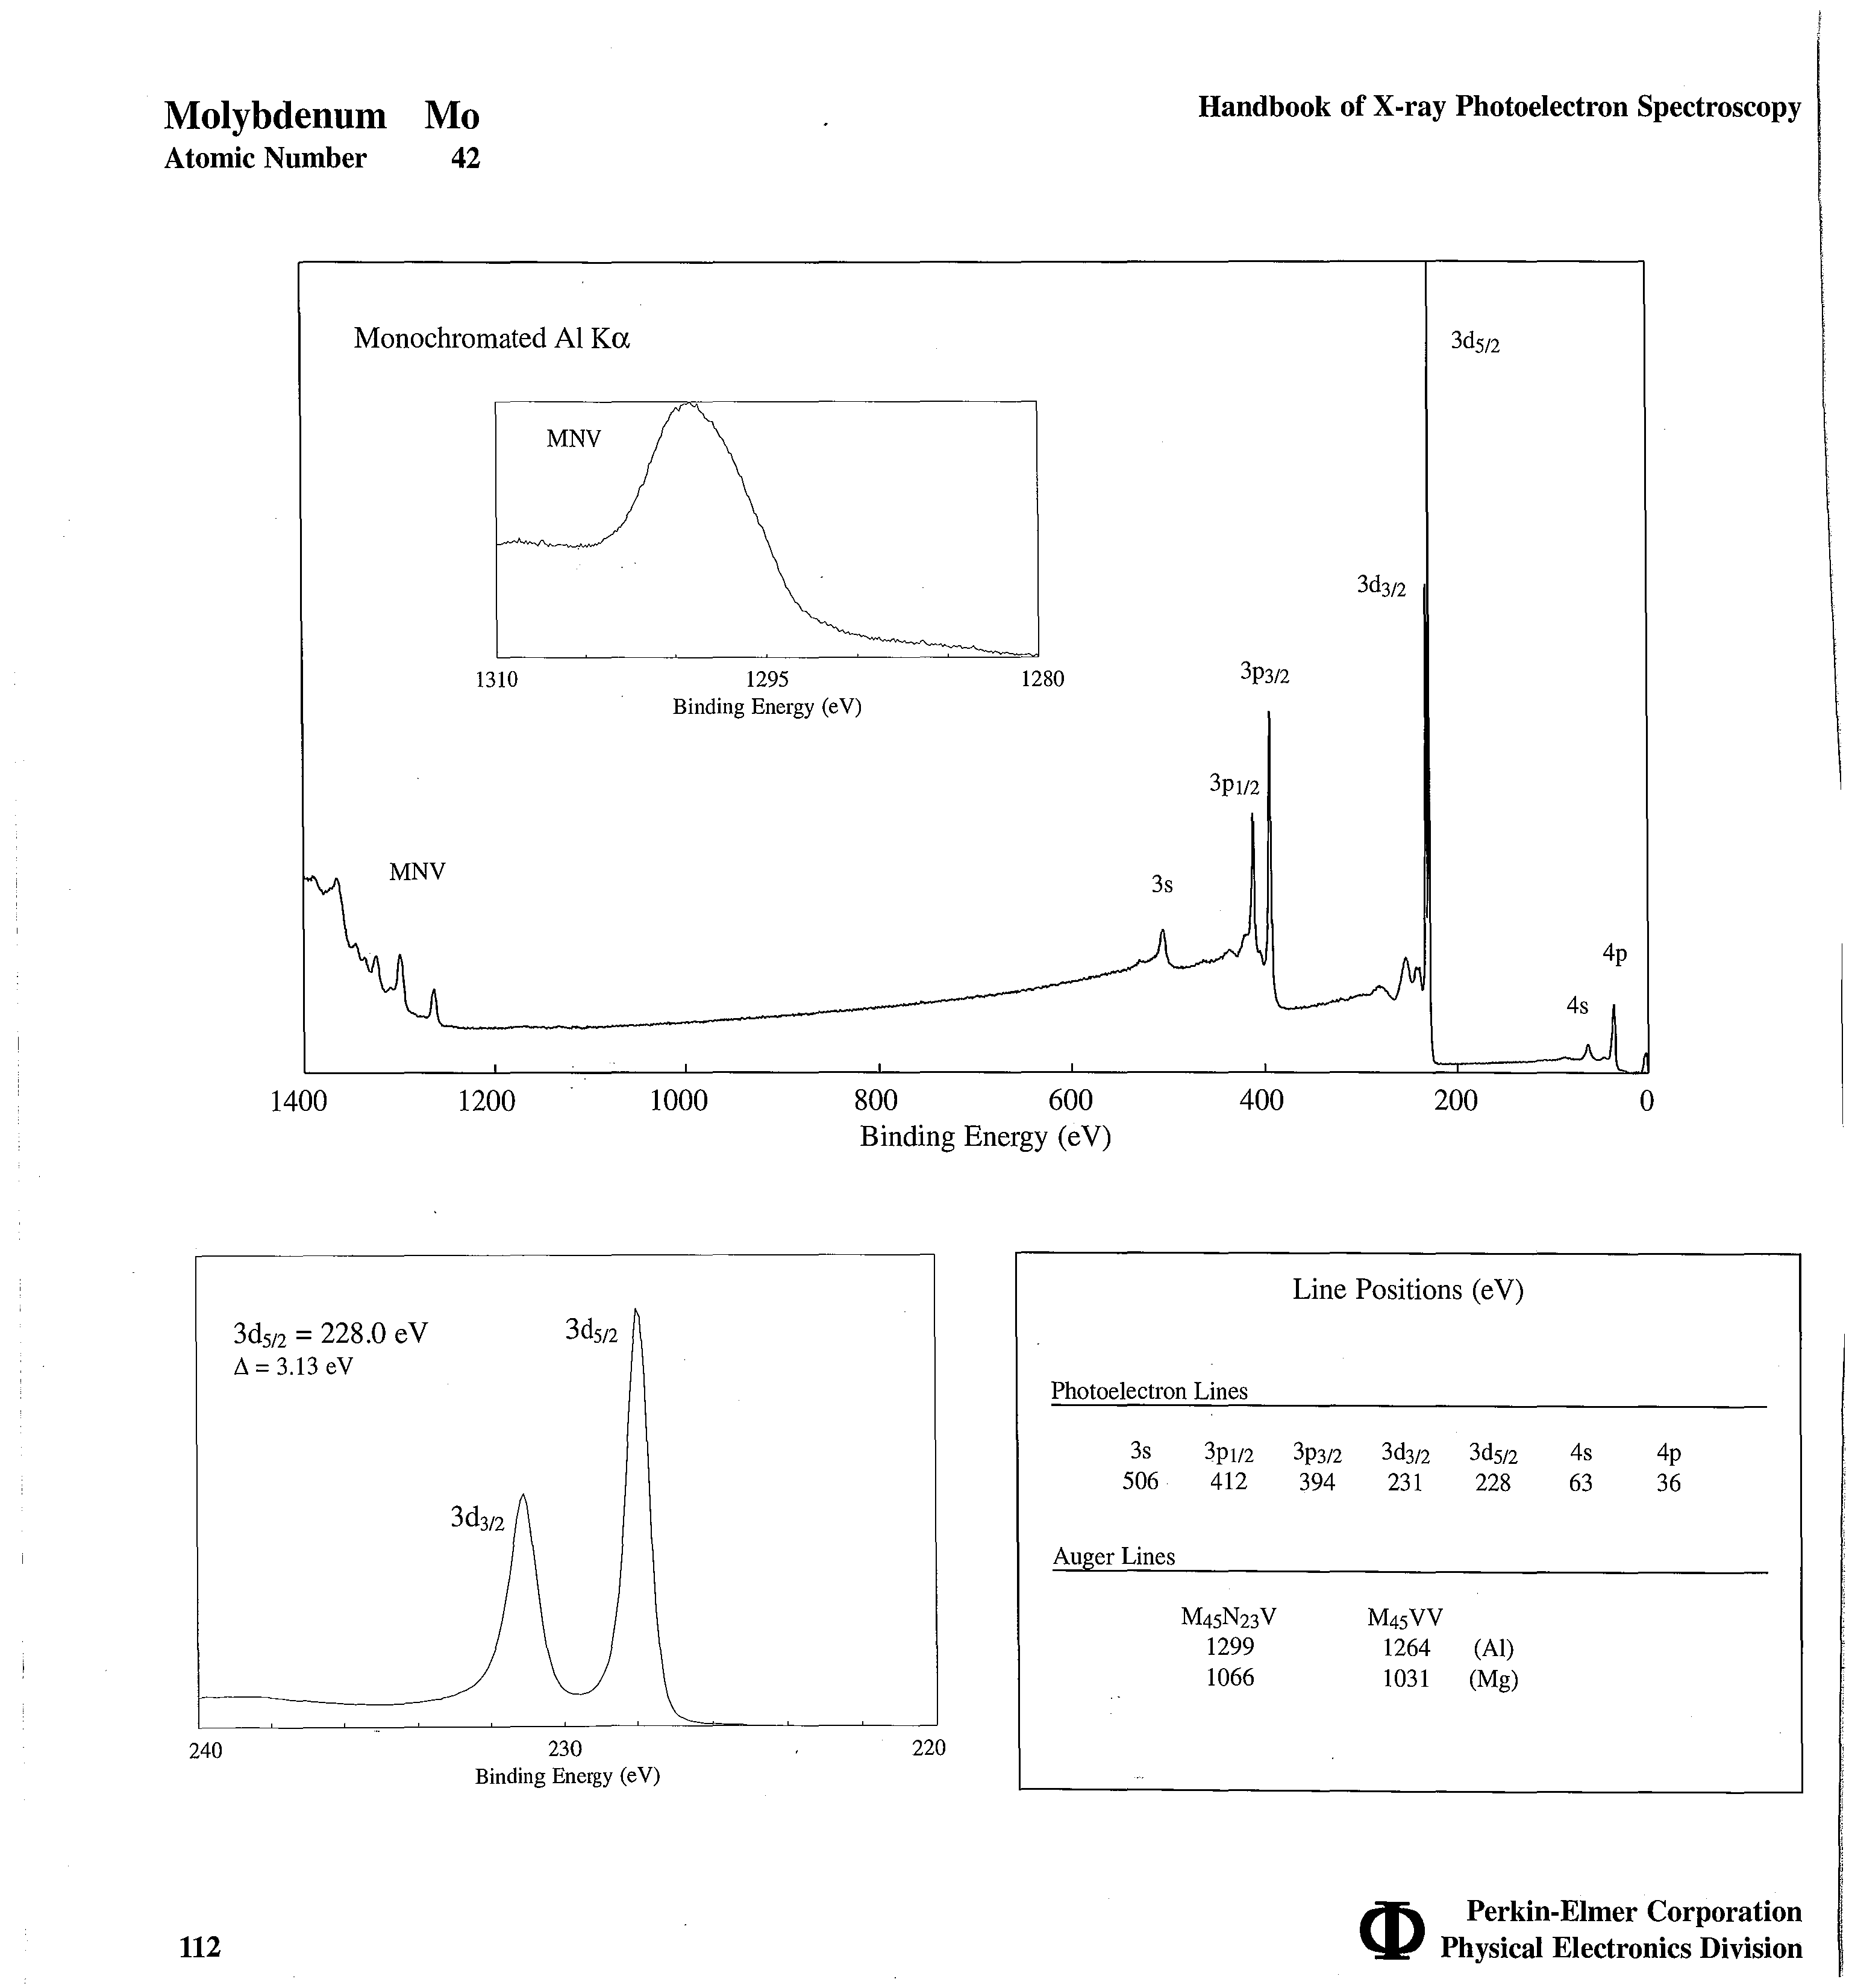 Molybdenum Mo
Atomic Number 42
Handbook of X-ray Photoelectron Spectroscopy
Monochromated Al Kα
MNV
1310 1295 1280
Binding Energy (eV)
3d5/2
3d3/2
3p3/2
3p1/2
MNV
3s
4p
4s
1400 1200 1000 800 600 400 200 0
Binding Energy (eV)
3d5/2 = 228.0 eV
Δ = 3.13 eV
3d5/2
3d3/2
240 230 220
Binding Energy (eV)
Line Positions (eV)
Photoelectron Lines
3s 3p1/2 3p3/2 3d3/2 3d5/2 4s 4p
506 412 394 231 228 63 36
Auger Lines
M45N23V M45VV
1299 1264 (Al)
1066 1031 (Mg)
112
Perkin-Elmer Corporation
Physical Electronics Division